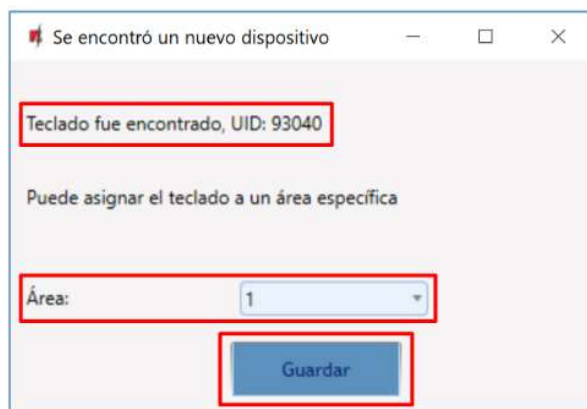 Se encontró un nuevo dispositivo
Teclado fue encontrado, UID: 93040
Puede asignar el teclado a un área específica
Área: 1
Guardar